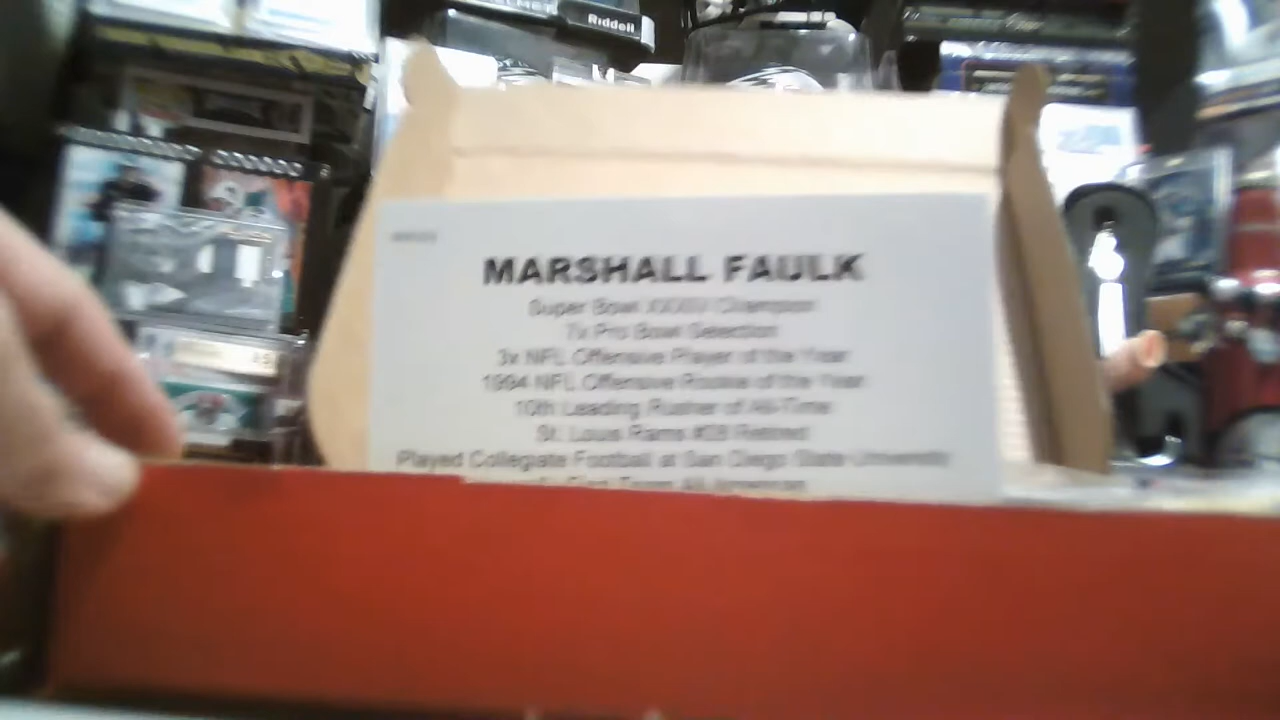 Riddell
MARSHALL FAULK
Super Bowl XXXIV Champion
7x Pro Bowl Selection
3x NFL Offensive Player of the Year
1994 NFL Offensive Rookie of the Year
10th Leading Rusher of All-Time
St. Louis Rams #28 Retired
Played Collegiate Football at San Diego State University
All-American